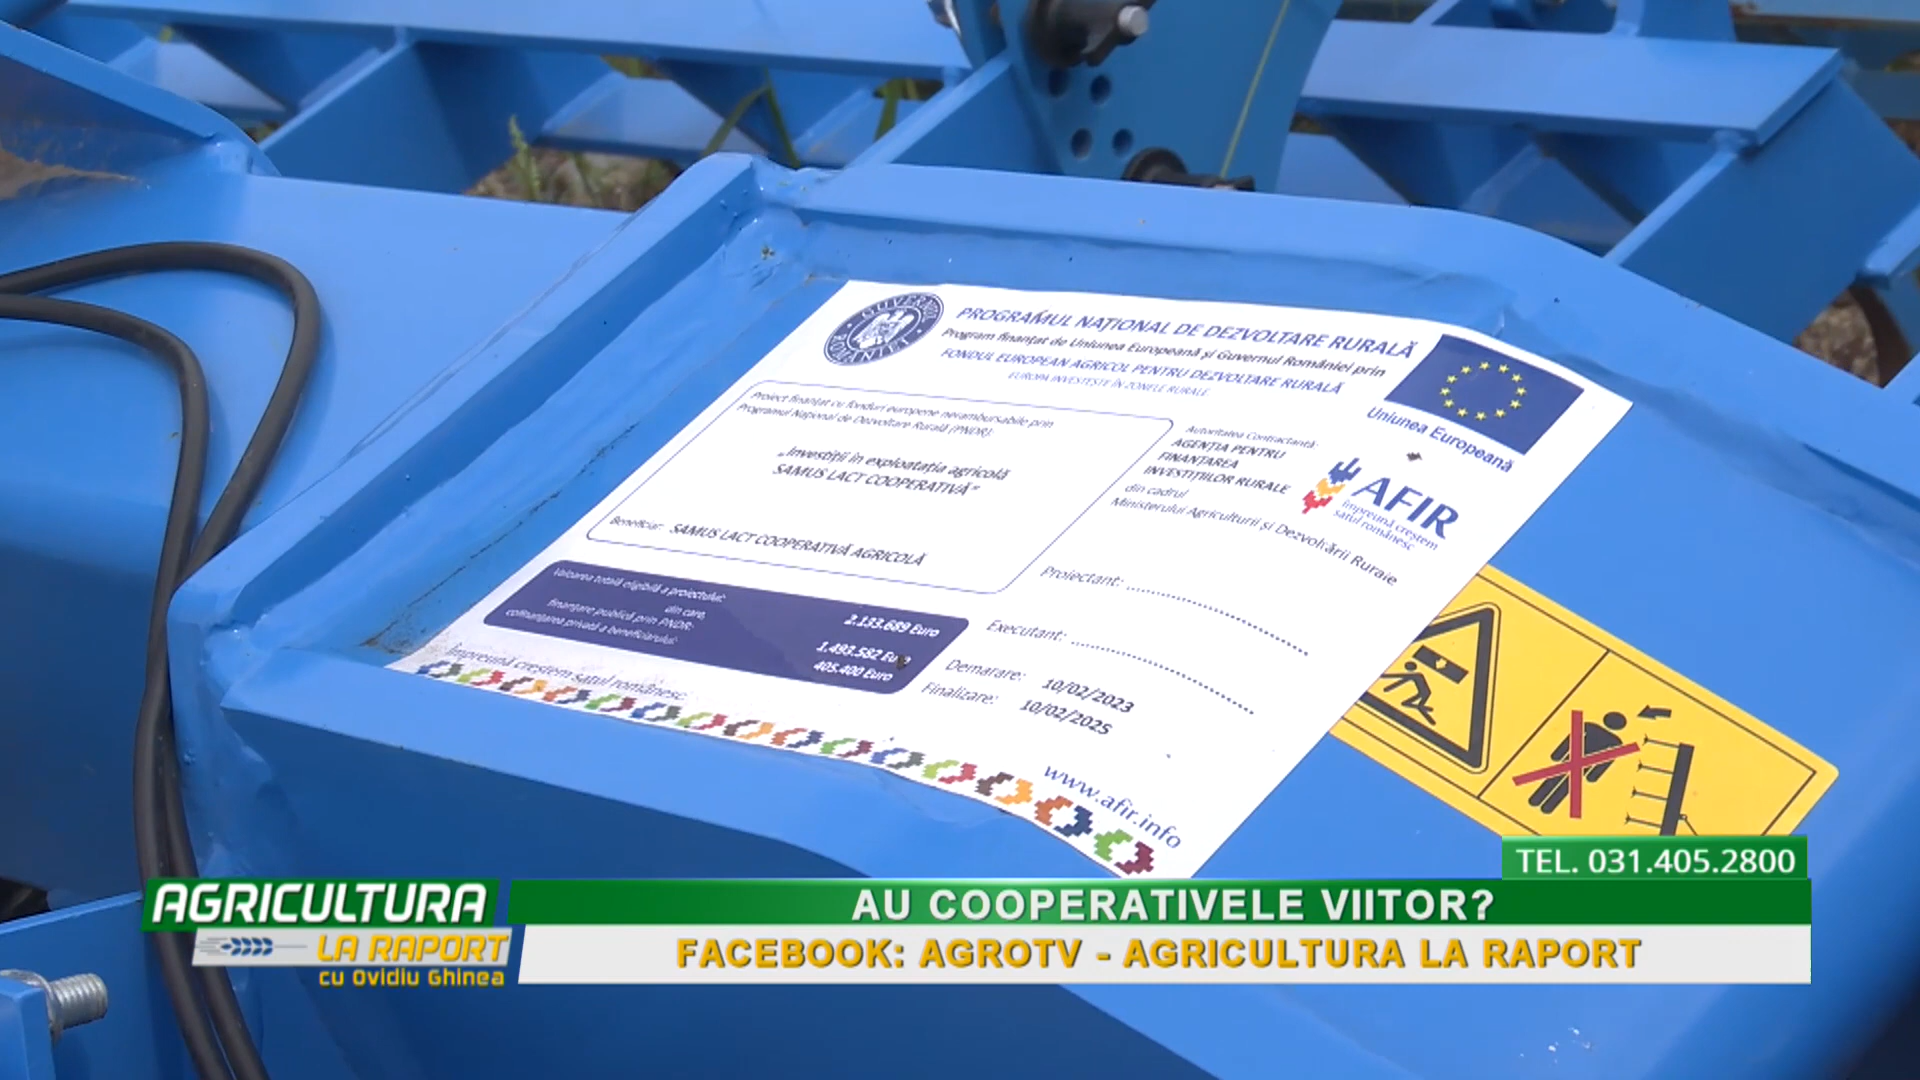 GUVERNUL ROMÂNIEI
PROGRAMUL NAȚIONAL DE DEZVOLTARE RURALĂ
Program finanțat de Uniunea Europeană și Guvernul României prin
FONDUL EUROPEAN AGRICOL PENTRU DEZVOLTARE RURALĂ
EUROPA INVESTEȘTE ÎN ZONELE RURALE
Uniunea Europeană
Proiect finanțat cu fonduri europene nerambursabile prin
Programul Național de Dezvoltare Rurală (PNDR):
„Investiții în exploatația agricolă
SAMUS LACT COOPERATIVĂ”
Beneficiar: SAMUS LACT COOPERATIVĂ AGRICOLĂ
Autoritatea Contractantă:
AGENȚIA PENTRU
FINANȚAREA
INVESTIȚIILOR RURALE
din cadrul
Ministerului Agriculturii și Dezvoltării Rurale
AFIR
împreună creștem
satul românesc
Valoarea totală eligibilă a proiectului: 2.133.689 Euro
din care,
finanțare publică prin PNDR: 1.493.582 Euro
cofinanțarea privată a beneficiarului: 405.400 Euro
Proiectant:
Executant:
Demarare: 10/02/2023
Finalizare: 10/02/2025
Împreună creștem satul românesc
www.afir.info
TEL. 031.405.2800
AGRICULTURA
LA RAPORT
cu Ovidiu Ghinea
AU COOPERATIVELE VIITOR?
FACEBOOK: AGROTV - AGRICULTURA LA RAPORT